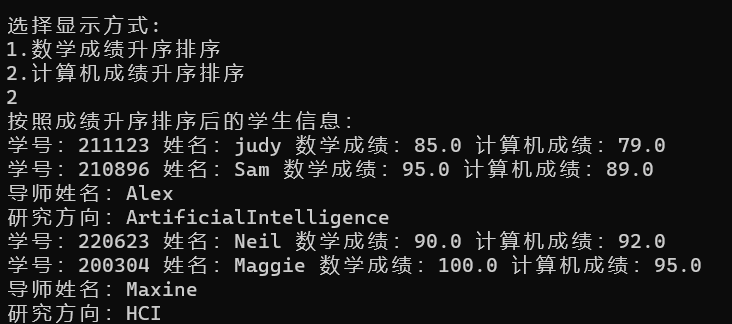 选择显示方式:
1.数学成绩升序排序
2.计算机成绩升序排序
2
按照成绩升序排序后的学生信息:
学号: 211123 姓名: judy 数学成绩: 85.0 计算机成绩: 79.0
学号: 210896 姓名: Sam 数学成绩: 95.0 计算机成绩: 89.0
导师姓名: Alex
研究方向: ArtificialIntelligence
学号: 220623 姓名: Neil 数学成绩: 90.0 计算机成绩: 92.0
学号: 200304 姓名: Maggie 数学成绩: 100.0 计算机成绩: 95.0
导师姓名: Maxine
研究方向: HCI